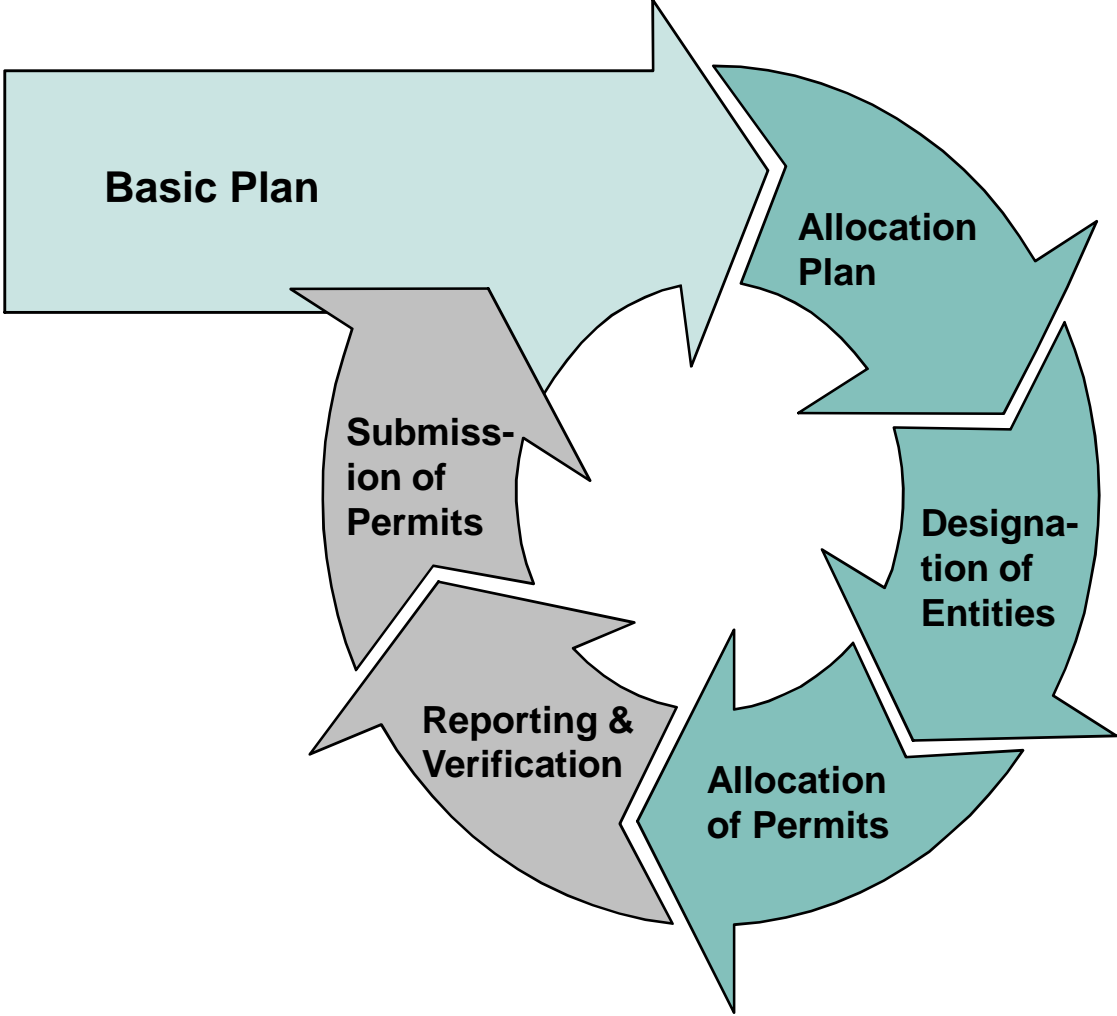 Basic Plan
Allocation
Plan
Designa-
tion of
Entities
Allocation
of Permits
Reporting &
Verification
Submiss-
ion of
Permits